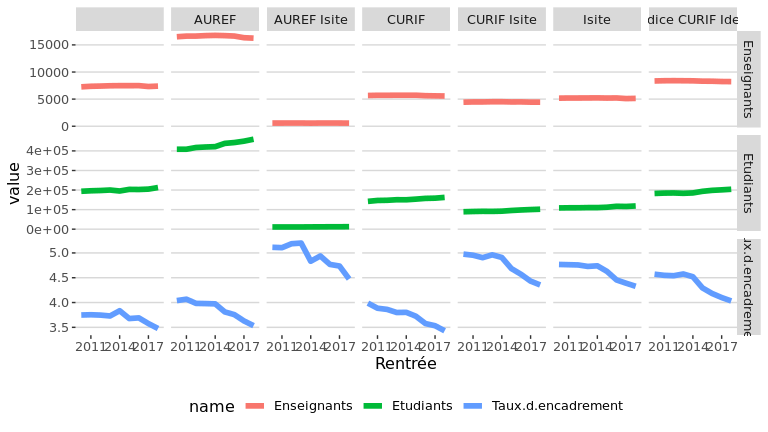 AUREF AUREF Isite CURIF CURIF Isite Isite dice CURIF Ide
15000
10000
5000
0
Enseignants
4e+05
3e+05
2e+05
1e+05
0e+00
Etudiants
5.0
4.5
4.0
3.5
ux.d.encadreme
value
2011 2014 2017 2011 2014 2017 2011 2014 2017 2011 2014 2017 2011 2014 2017 2011 2014 2017 2011 2014 2017
Rentrée
name Enseignants Etudiants Taux.d.encadrement